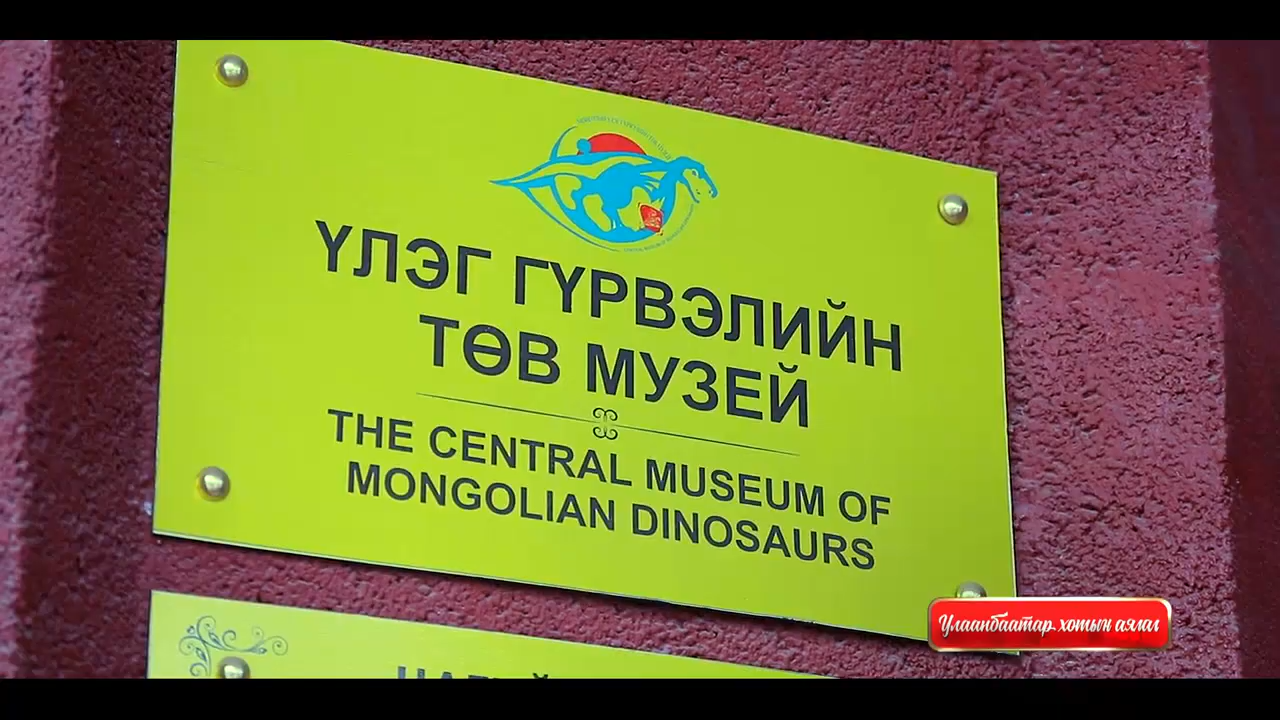 ҮЛЭГ ГҮРВЭЛИЙН
ТӨВ МУЗЕЙ
THE CENTRAL MUSEUM OF
MONGOLIAN DINOSAURS
Улаанбаатар хотын аялал